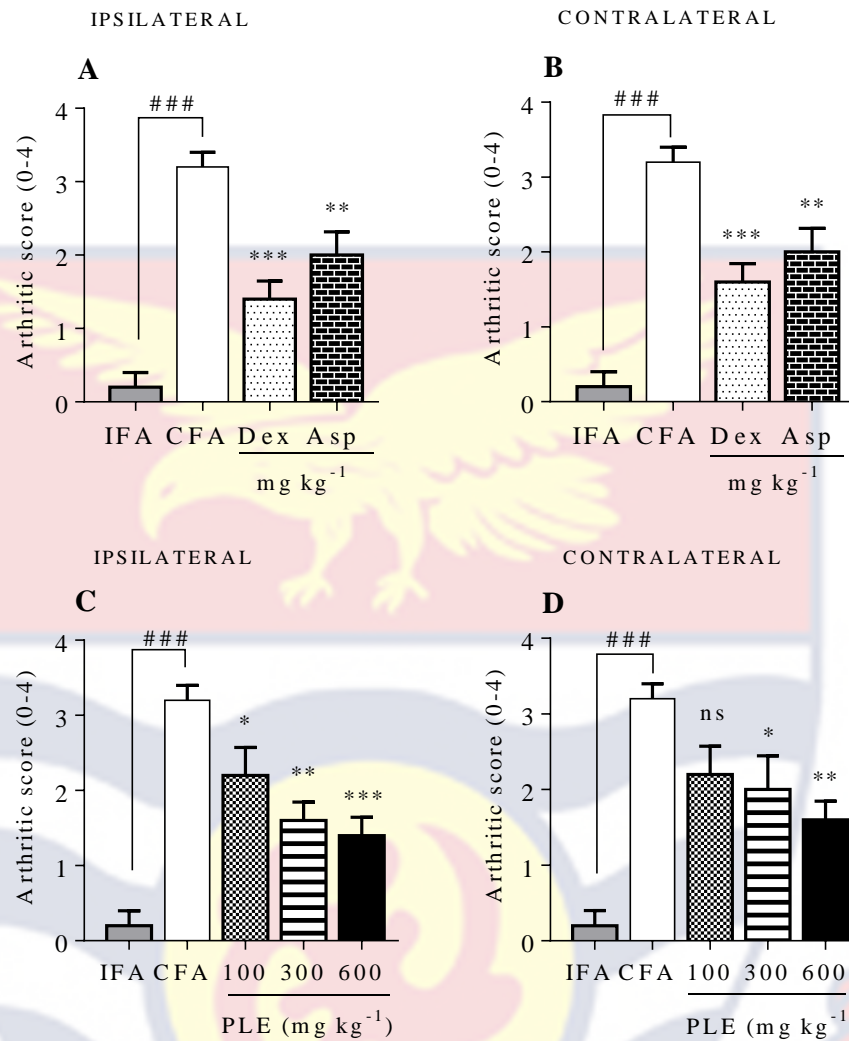 IPSILATERAL
CONTRALATERAL
A
###
4
3
2
1
0
Arthritic score (0-4)
***
**
IFA CFA Dex Asp
mg kg-1
B
###
4
3
2
1
0
Arthritic score (0-4)
***
**
IFA CFA Dex Asp
mg kg-1
IPSILATERAL
CONTRALATERAL
C
###
4
3
2
1
0
Arthritic score (0-4)
*
**
***
IFA CFA 100 300 600
PLE (mg kg-1)
D
###
4
3
2
1
0
Arthritic score (0-4)
ns
*
**
IFA CFA 100 300 600
PLE (mg kg-1